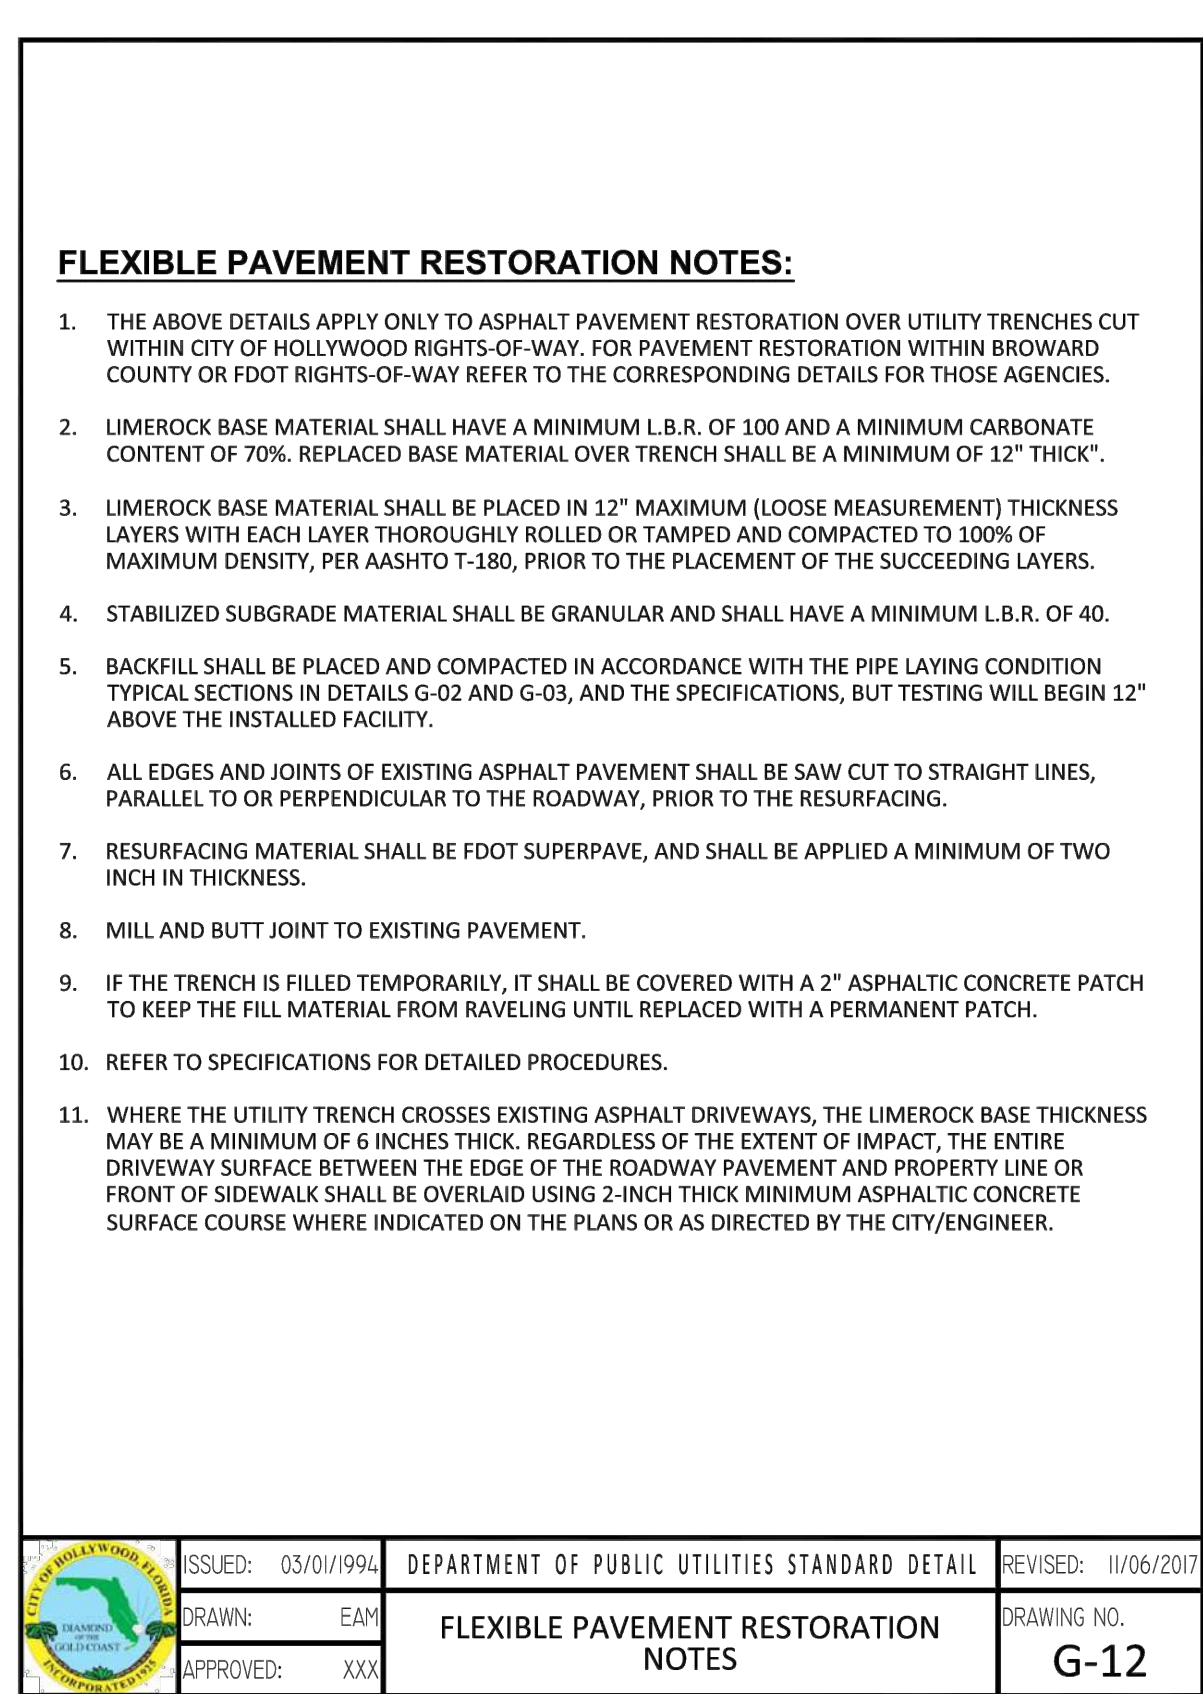 FLEXIBLE PAVEMENT RESTORATION NOTES:
1. THE ABOVE DETAILS APPLY ONLY TO ASPHALT PAVEMENT RESTORATION OVER UTILITY TRENCHES CUT
WITHIN CITY OF HOLLYWOOD RIGHTS-OF-WAY. FOR PAVEMENT RESTORATION WITHIN BROWARD
COUNTY OR FDOT RIGHTS-OF-WAY REFER TO THE CORRESPONDING DETAILS FOR THOSE AGENCIES.
2. LIMEROCK BASE MATERIAL SHALL HAVE A MINIMUM L.B.R. OF 100 AND A MINIMUM CARBONATE
CONTENT OF 70%. REPLACED BASE MATERIAL OVER TRENCH SHALL BE A MINIMUM OF 12" THICK".
3. LIMEROCK BASE MATERIAL SHALL BE PLACED IN 12" MAXIMUM (LOOSE MEASUREMENT) THICKNESS
LAYERS WITH EACH LAYER THOROUGHLY ROLLED OR TAMPED AND COMPACTED TO 100% OF
MAXIMUM DENSITY, PER AASHTO T-180, PRIOR TO THE PLACEMENT OF THE SUCCEEDING LAYERS.
4. STABILIZED SUBGRADE MATERIAL SHALL BE GRANULAR AND SHALL HAVE A MINIMUM L.B.R. OF 40.
5. BACKFILL SHALL BE PLACED AND COMPACTED IN ACCORDANCE WITH THE PIPE LAYING CONDITION
TYPICAL SECTIONS IN DETAILS G-02 AND G-03, AND THE SPECIFICATIONS, BUT TESTING WILL BEGIN 12"
ABOVE THE INSTALLED FACILITY.
6. ALL EDGES AND JOINTS OF EXISTING ASPHALT PAVEMENT SHALL BE SAW CUT TO STRAIGHT LINES,
PARALLEL TO OR PERPENDICULAR TO THE ROADWAY, PRIOR TO THE RESURFACING.
7. RESURFACING MATERIAL SHALL BE FDOT SUPERPAVE, AND SHALL BE APPLIED A MINIMUM OF TWO
INCH IN THICKNESS.
8. MILL AND BUTT JOINT TO EXISTING PAVEMENT.
9. IF THE TRENCH IS FILLED TEMPORARILY, IT SHALL BE COVERED WITH A 2" ASPHALTIC CONCRETE PATCH
TO KEEP THE FILL MATERIAL FROM RAVELING UNTIL REPLACED WITH A PERMANENT PATCH.
10. REFER TO SPECIFICATIONS FOR DETAILED PROCEDURES.
11. WHERE THE UTILITY TRENCH CROSSES EXISTING ASPHALT DRIVEWAYS, THE LIMEROCK BASE THICKNESS
MAY BE A MINIMUM OF 6 INCHES THICK. REGARDLESS OF THE EXTENT OF IMPACT, THE ENTIRE
DRIVEWAY SURFACE BETWEEN THE EDGE OF THE ROADWAY PAVEMENT AND PROPERTY LINE OR
FRONT OF SIDEWALK SHALL BE OVERLAID USING 2-INCH THICK MINIMUM ASPHALTIC CONCRETE
SURFACE COURSE WHERE INDICATED ON THE PLANS OR AS DIRECTED BY THE CITY/ENGINEER.
CITY OF HOLLYWOOD, FLORIDA
DIAMOND
OF THE
GOLD COAST
INCORPORATED 1925
ISSUED: 03/01/1994
DRAWN: EAM
APPROVED: XXX
DEPARTMENT OF PUBLIC UTILITIES STANDARD DETAIL
FLEXIBLE PAVEMENT RESTORATION
NOTES
REVISED: 11/06/2017
DRAWING NO.
G-12